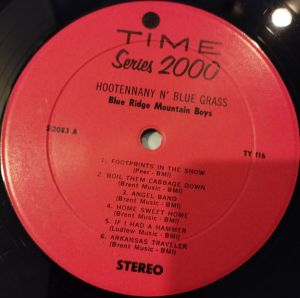 TIME
Series 2000
HOOTENNANY N' BLUE GRASS
Blue Ridge Mountain Boys
S/2083 A
TY 116
1. FOOTPRINTS IN THE SNOW
(Peer - BMI)
2. BOIL THEM CABBAGE DOWN
(Brent Music - BMI)
3. ANGEL BAND
(Brent Music - BMI)
4. HOME SWEET HOME
(Brent Music - BMI)
5. IF I HAD A HAMMER
(Ludlow Music - BMI)
6. ARKANSAS TRAVELER
(Brent Music - BMI)
STEREO